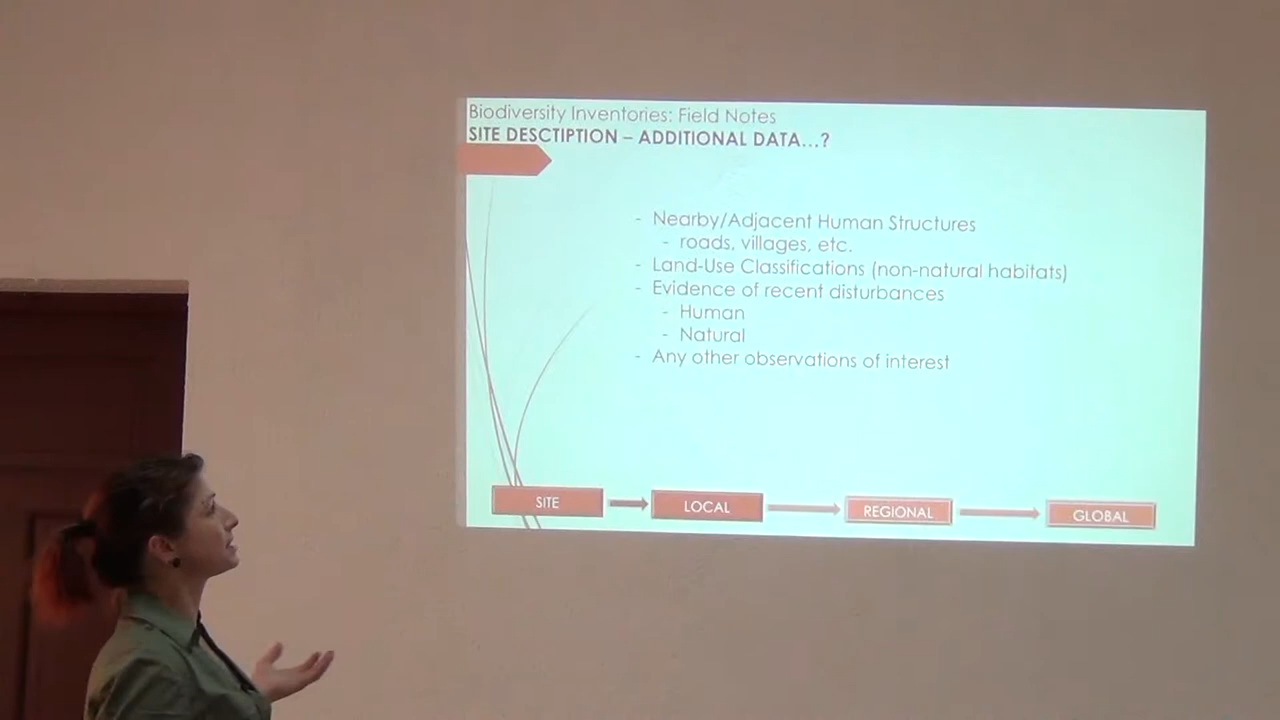 Biodiversity Inventories: Field Notes
SITE DESCTIPTION – ADDITIONAL DATA...?
- Nearby/Adjacent Human Structures
- roads, villages, etc.
- Land-Use Classifications (non-natural habitats)
- Evidence of recent disturbances
- Human
- Natural
- Any other observations of interest
SITE
LOCAL
REGIONAL
GLOBAL